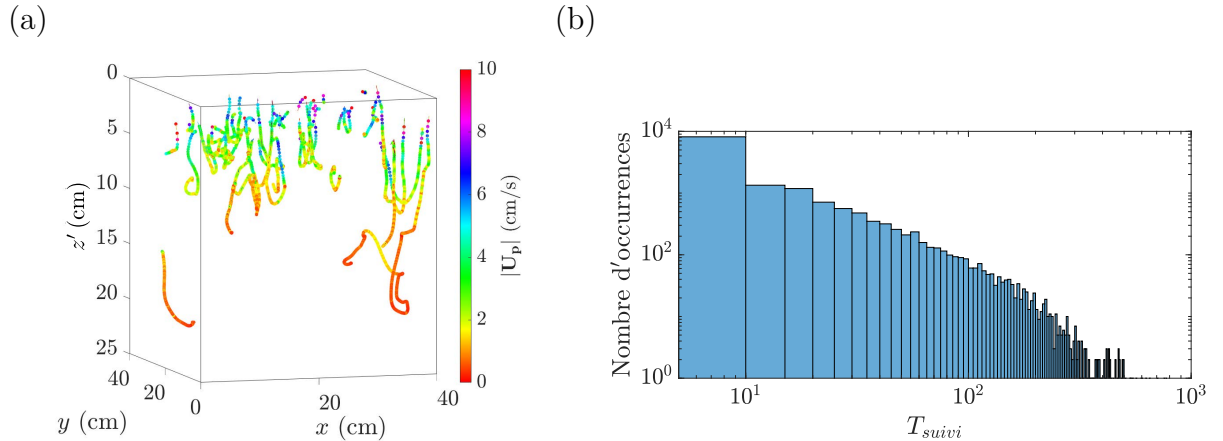 (a)
(b)
0
5
10
15
20
25
z′ (cm)
40
20
0
y (cm)
20
40
x (cm)
10
8
6
4
2
0
|U_p| (cm/s)
10^4
10^2
10^0
Nombre d'occurrences
10^1
10^2
10^3
T_suivi